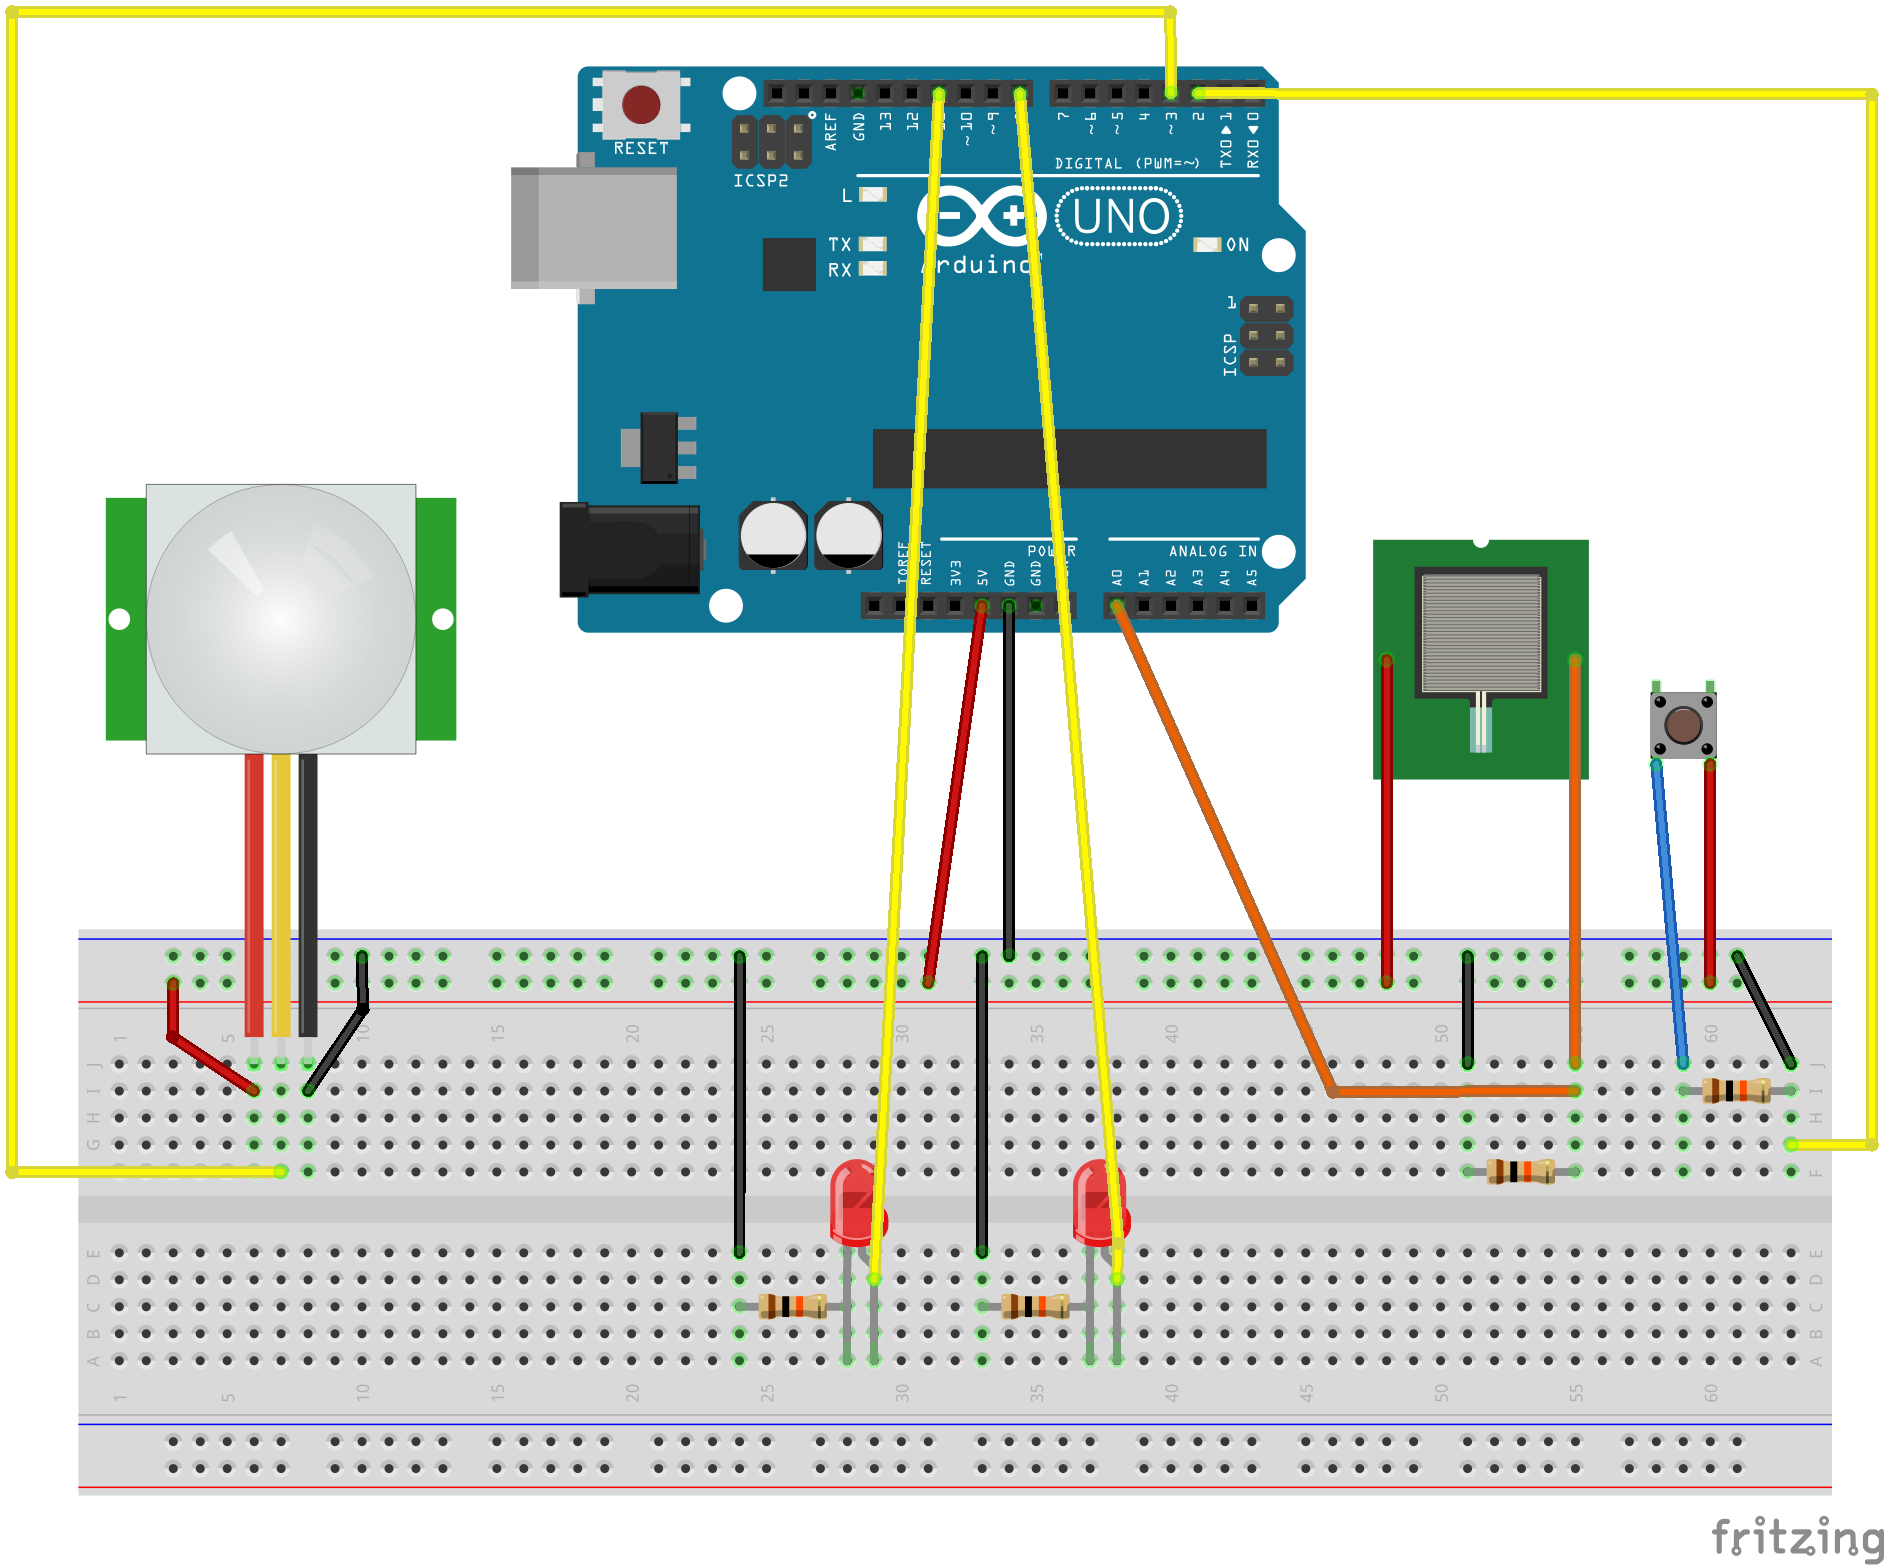 RESET
ICSP2
AREF
GND
13
12
~10
~9
7
~6
~5
4
~3
2
TX0▶1
RX0◀0
DIGITAL (PWM=~)
L
TX
RX
UNO
ON
Arduino
1
ICSP
POWER
ANALOG IN
IOREF
RESET
3V3
5V
GND
GND
A0
A1
A2
A3
A4
A5
1
5
10
15
20
25
30
35
40
45
50
60
J
J
I
I
H
H
G
F
E
E
D
D
C
C
B
B
A
A
1
5
10
15
20
25
30
35
40
45
50
55
60
fritzing